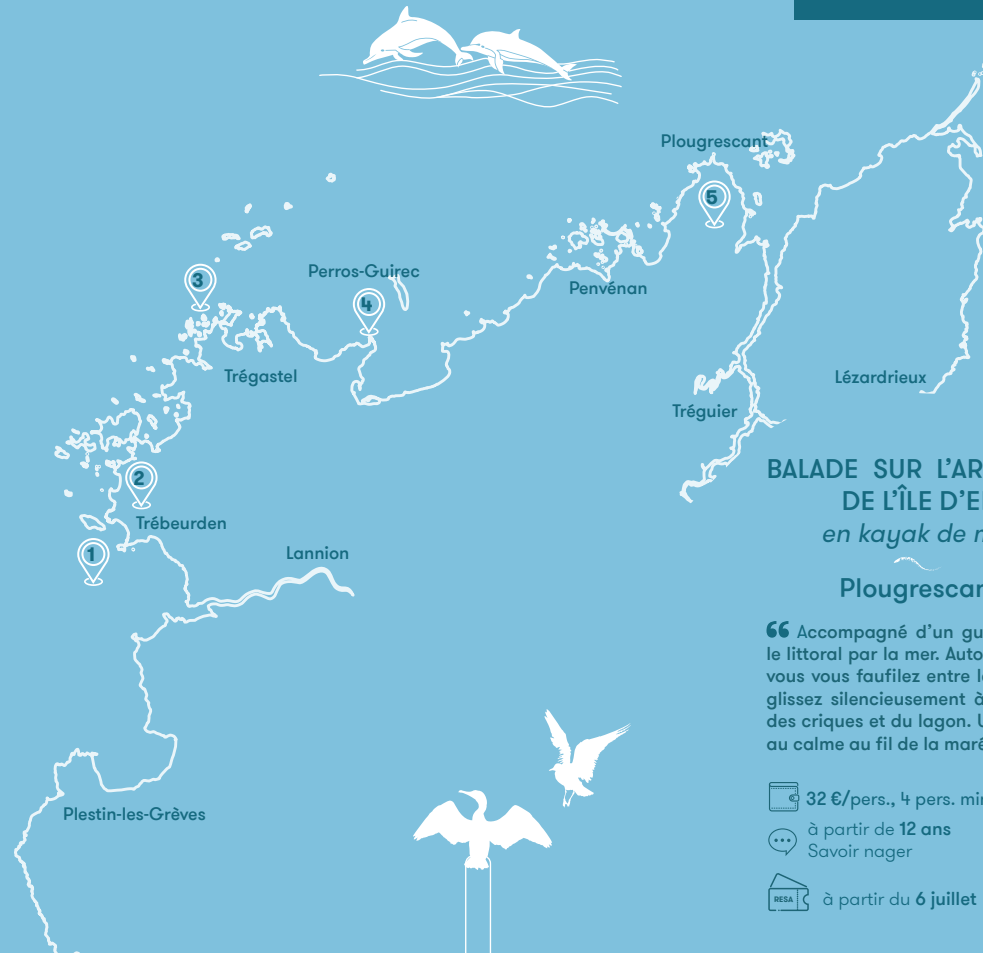 Plougrescant
5
3
Perros-Guirec
4
Penvénan
Trégastel
Lézardrieux
Tréguier
2
Trébeurden
1
Lannion
Plestin-les-Grèves
BALADE SUR L’AR
DE L’ÎLE D’E
en kayak de
Plougrescan
“ Accompagné d’un gu
le littoral par la mer. Auto
vous vous faufilez entre l
glissez silencieusement à
des criques et du lagon. U
au calme au fil de la maré
32 €/pers., 4 pers. min
à partir de 12 ans
Savoir nager
RESA
à partir du 6 juillet